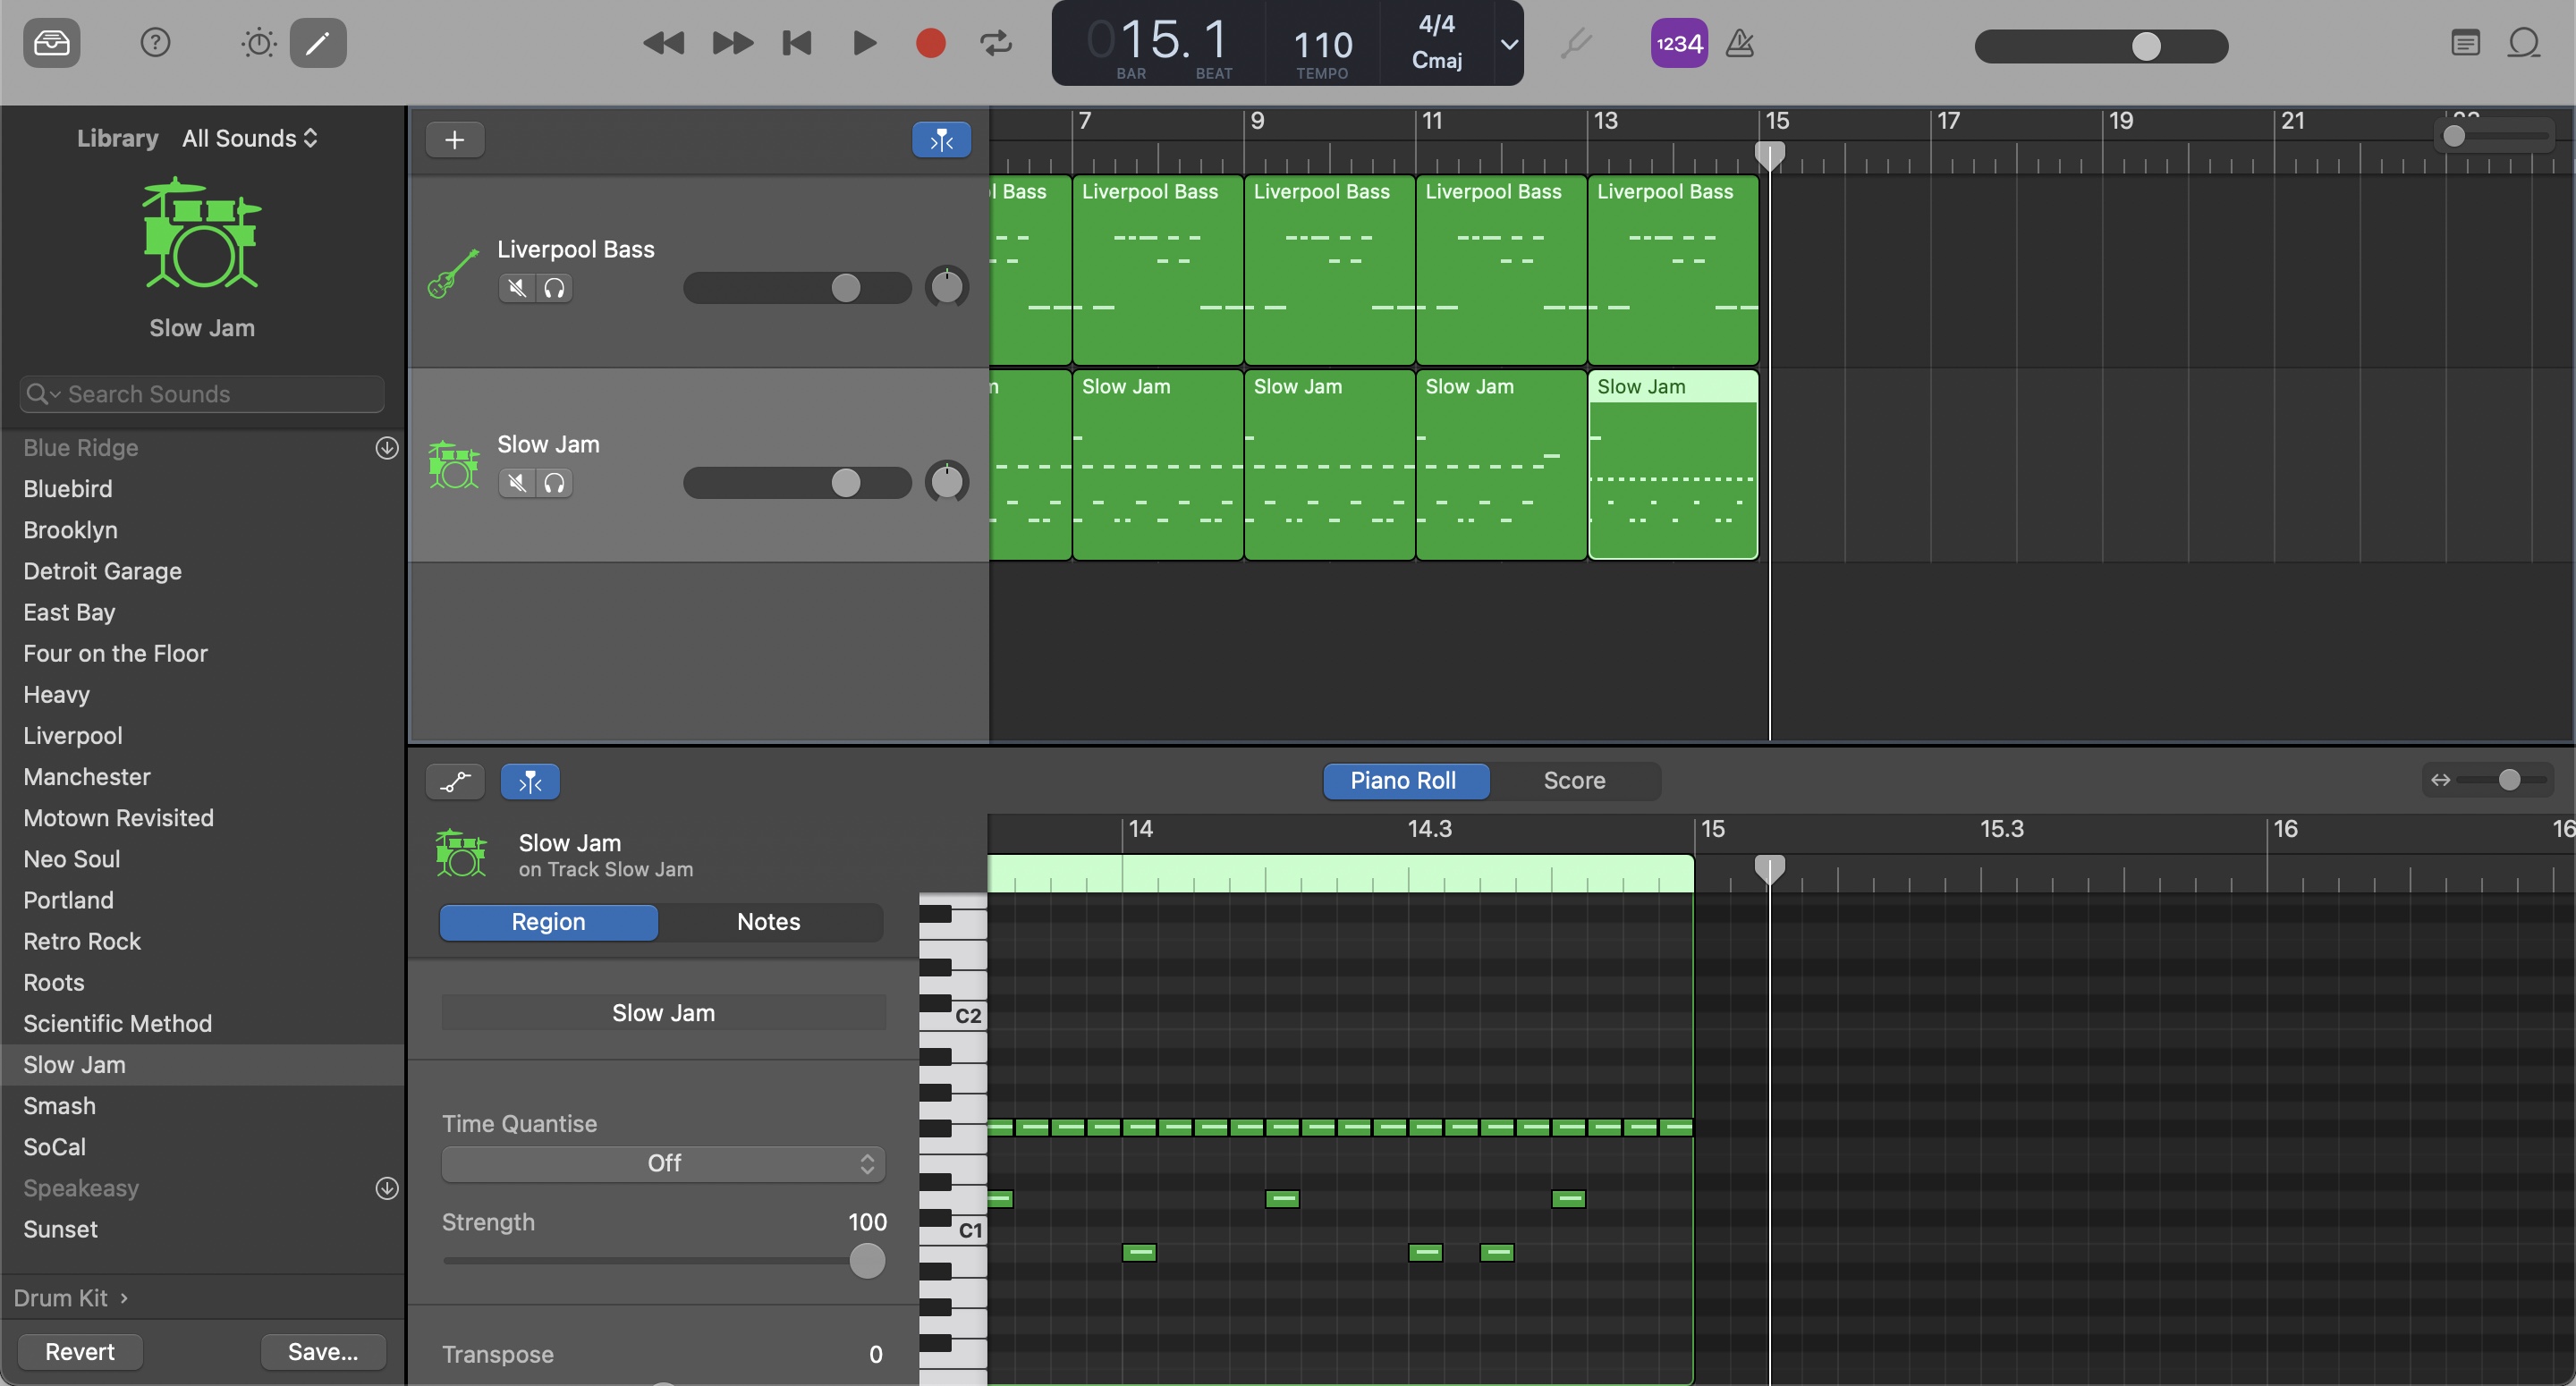 015. 1
BAR BEAT
110
TEMPO
4/4
Cmaj
1234
Library All Sounds
Slow Jam
Search Sounds
Blue Ridge
Bluebird
Brooklyn
Detroit Garage
East Bay
Four on the Floor
Heavy
Liverpool
Manchester
Motown Revisited
Neo Soul
Portland
Retro Rock
Roots
Scientific Method
Slow Jam
Smash
SoCal
Speakeasy
Sunset
Drum Kit
Revert Save...
7 9 11 13 15 17 19 21
Liverpool Bass
l Bass Liverpool Bass Liverpool Bass Liverpool Bass Liverpool Bass
Slow Jam
Slow Jam Slow Jam Slow Jam Slow Jam
Piano Roll Score
Slow Jam
on Track Slow Jam
14 14.3 15 15.3 16 16
Region Notes
Slow Jam
Time Quantise
Off
Strength 100
Transpose 0
C2
C1